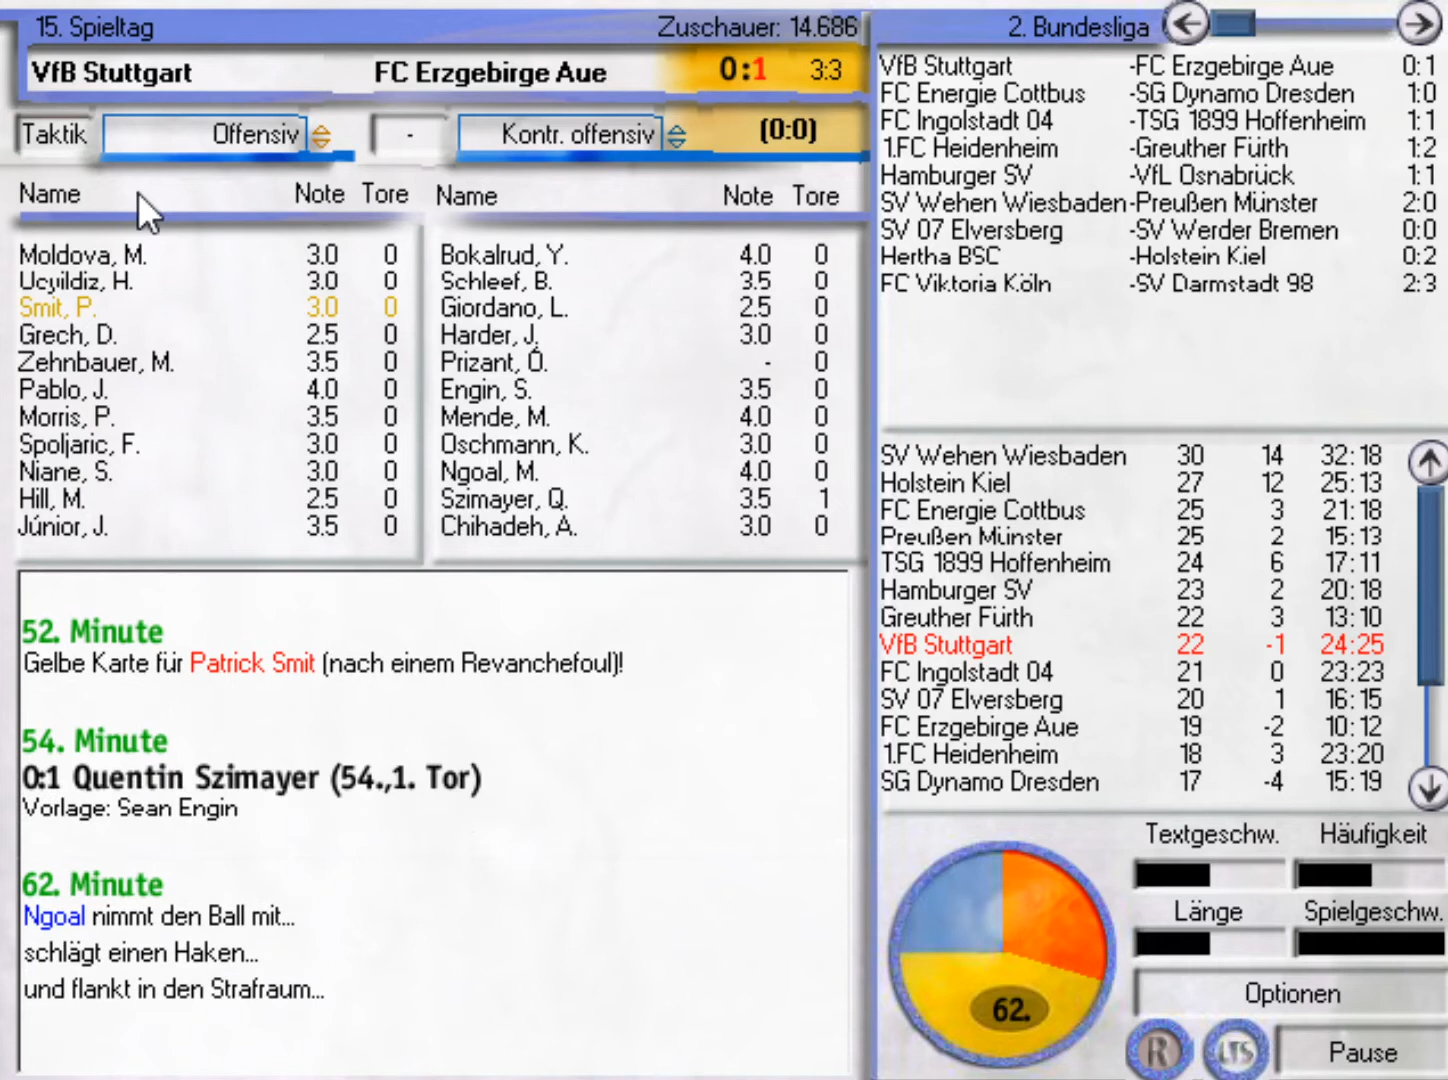 15. Spieltag Zuschauer: 14.686
VfB Stuttgart FC Erzgebirge Aue 0:1 3:3
Taktik Offensiv - Kontr. offensiv (0:0)
Name Note Tore Name Note Tore
Moldova, M. 3.0 0 Bokalrud, Y. 4.0 0
Ucyildiz, H. 3.0 0 Schleef, B. 3.5 0
Smit, P. 3.0 0 Giordano, L. 2.5 0
Grech, D. 2.5 0 Harder, J. 3.0 0
Zehnbauer, M. 3.5 0 Prizant, Ó. - 0
Pablo, J. 4.0 0 Engin, S. 3.5 0
Morris, P. 3.5 0 Mende, M. 4.0 0
Spoljaric, F. 3.0 0 Oschmann, K. 3.0 0
Niane, S. 3.0 0 Ngoal, M. 4.0 0
Hill, M. 2.5 0 Szimayer, Q. 3.5 1
Júnior, J. 3.5 0 Chihadeh, A. 3.0 0
52. Minute
Gelbe Karte für Patrick Smit (nach einem Revanchefoul)!
54. Minute
0:1 Quentin Szimayer (54.,1. Tor)
Vorlage: Sean Engin
62. Minute
Ngoal nimmt den Ball mit...
schlägt einen Haken...
und flankt in den Strafraum...
2. Bundesliga
VfB Stuttgart -FC Erzgebirge Aue 0:1
FC Energie Cottbus -SG Dynamo Dresden 1:0
FC Ingolstadt 04 -TSG 1899 Hoffenheim 1:1
1.FC Heidenheim -Greuther Fürth 1:2
Hamburger SV -VfL Osnabrück 1:1
SV Wehen Wiesbaden -Preußen Münster 2:0
SV 07 Elversberg -SV Werder Bremen 0:0
Hertha BSC -Holstein Kiel 0:2
FC Viktoria Köln -SV Darmstadt 98 2:3
SV Wehen Wiesbaden 30 14 32:18
Holstein Kiel 27 12 25:13
FC Energie Cottbus 25 3 21:18
Preußen Münster 25 2 15:13
TSG 1899 Hoffenheim 24 6 17:11
Hamburger SV 23 2 20:18
Greuther Fürth 22 3 13:10
VfB Stuttgart 22 -1 24:25
FC Ingolstadt 04 21 0 23:23
SV 07 Elversberg 20 1 16:15
FC Erzgebirge Aue 19 -2 10:12
1.FC Heidenheim 18 3 23:20
SG Dynamo Dresden 17 -4 15:19
Textgeschw. Häufigkeit
Länge Spielgeschw.
62.
Optionen
R LTS Pause